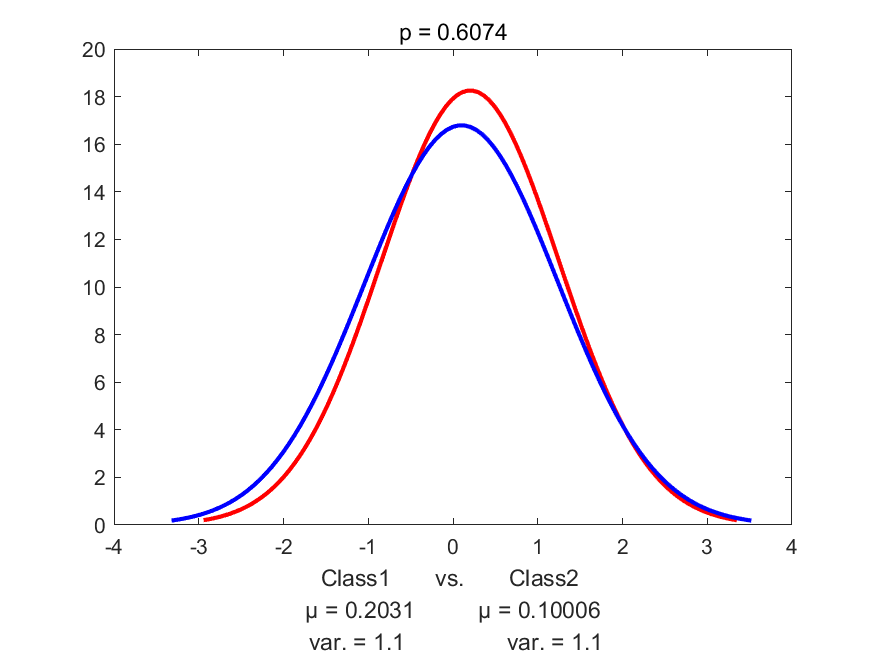 p = 0.6074
20
18
16
14
12
10
8
6
4
2
0
-4 -3 -2 -1 0 1 2 3 4
Class1 vs. Class2
μ = 0.2031 μ = 0.10006
var. = 1.1 var. = 1.1